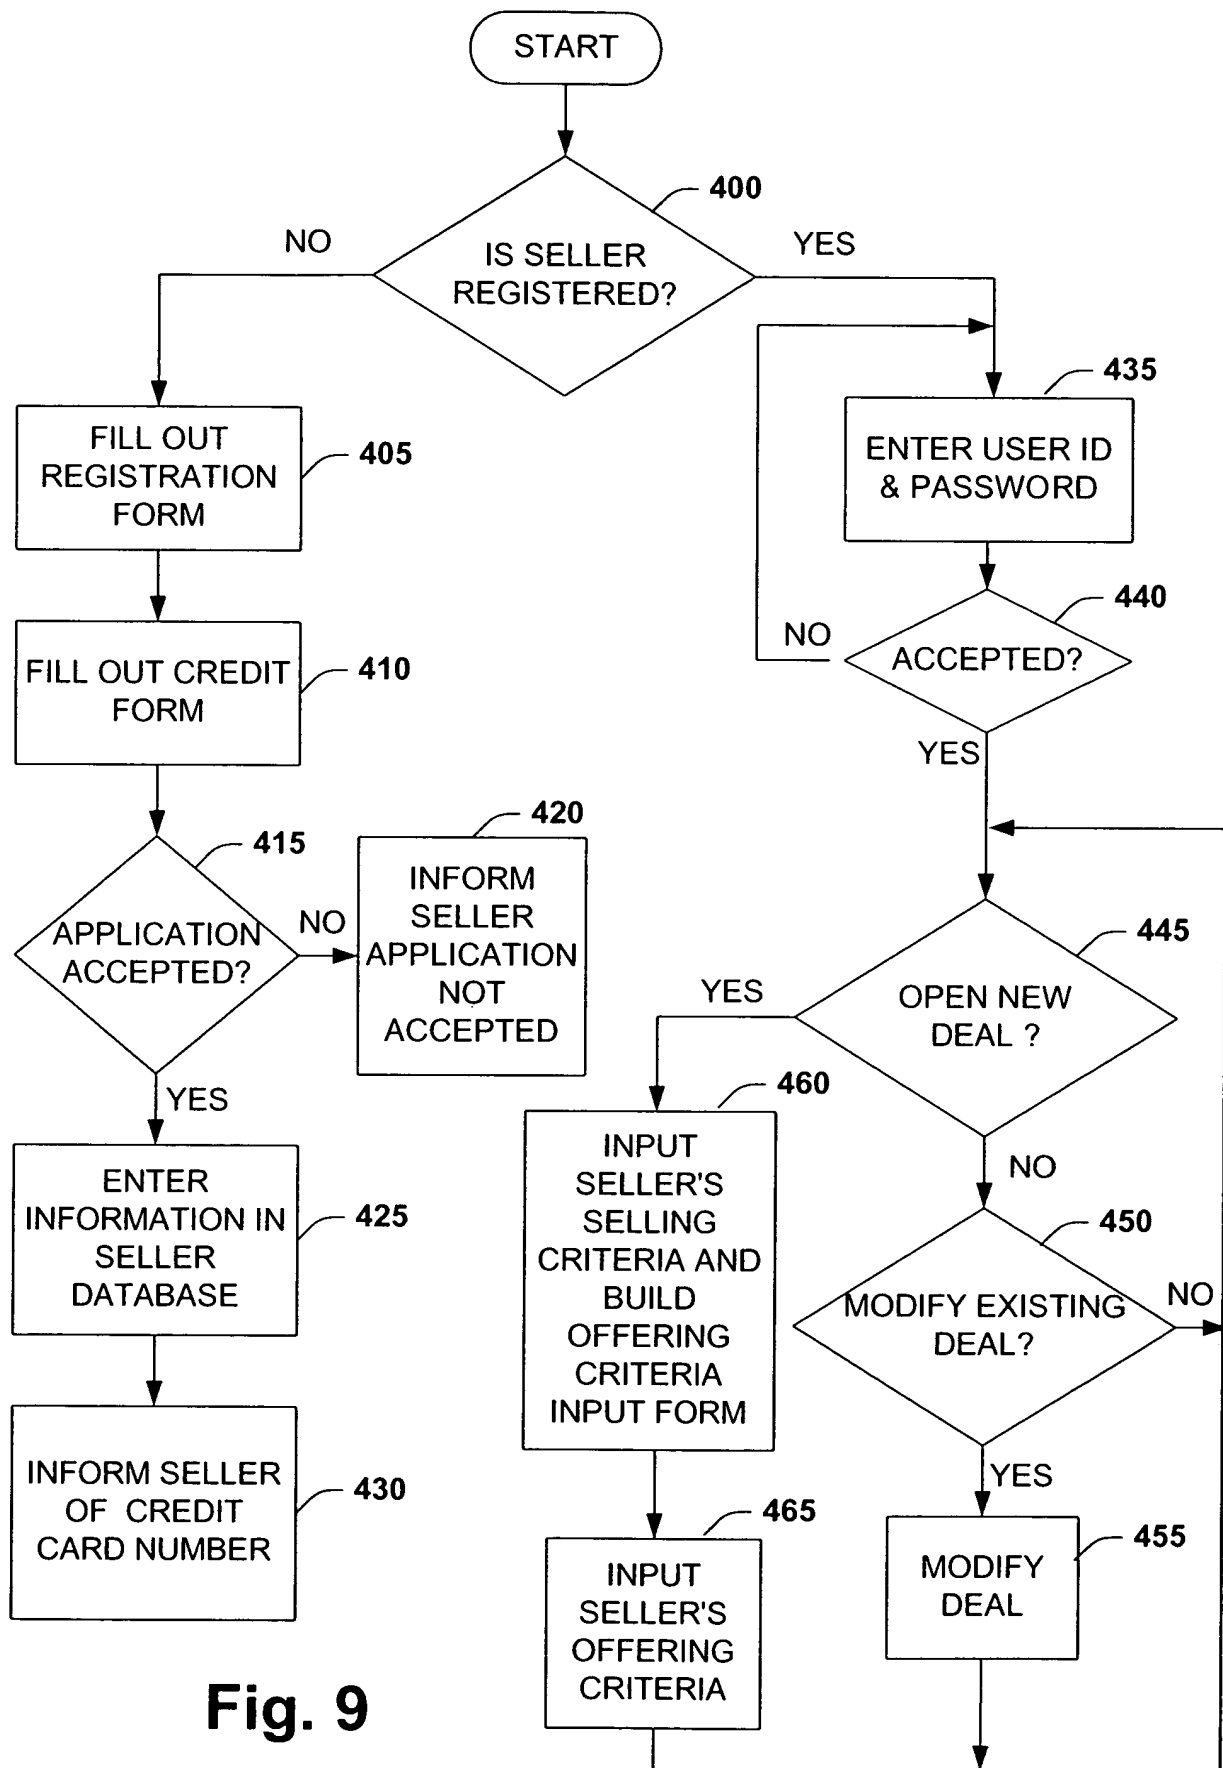 START
400
NO
IS SELLER
REGISTERED?
YES
435
FILL OUT
REGISTRATION
FORM
405
ENTER USER ID
& PASSWORD
440
NO
ACCEPTED?
FILL OUT CREDIT
FORM
410
YES
420
415
INFORM
SELLER
APPLICATION
NOT
ACCEPTED
APPLICATION
ACCEPTED?
NO
445
YES
OPEN NEW
DEAL ?
YES
460
NO
ENTER
INFORMATION IN
SELLER
DATABASE
425
INPUT
SELLER'S
SELLING
CRITERIA AND
BUILD
OFFERING
CRITERIA
INPUT FORM
450
MODIFY EXISTING
DEAL?
NO
INFORM SELLER
OF CREDIT
CARD NUMBER
430
YES
465
455
INPUT
SELLER'S
OFFERING
CRITERIA
MODIFY
DEAL
Fig. 9